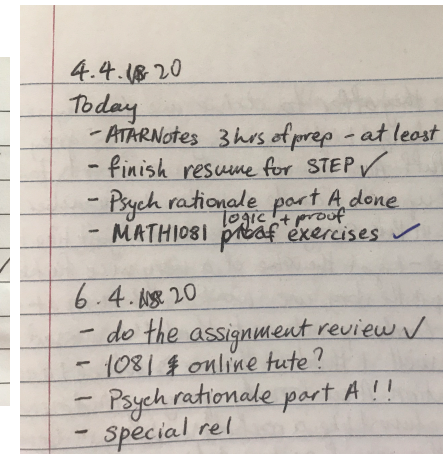 4.4.20
Today
- ATARNotes 3hrs of prep - at least
- finish resume for STEP ✓
- Psych rationale part A done
- MATH1081 logic + proof exercises ✓
6.4.20
- do the assignment review ✓
- 1081 online tute?
- Psych rationale part A !!
- special rel